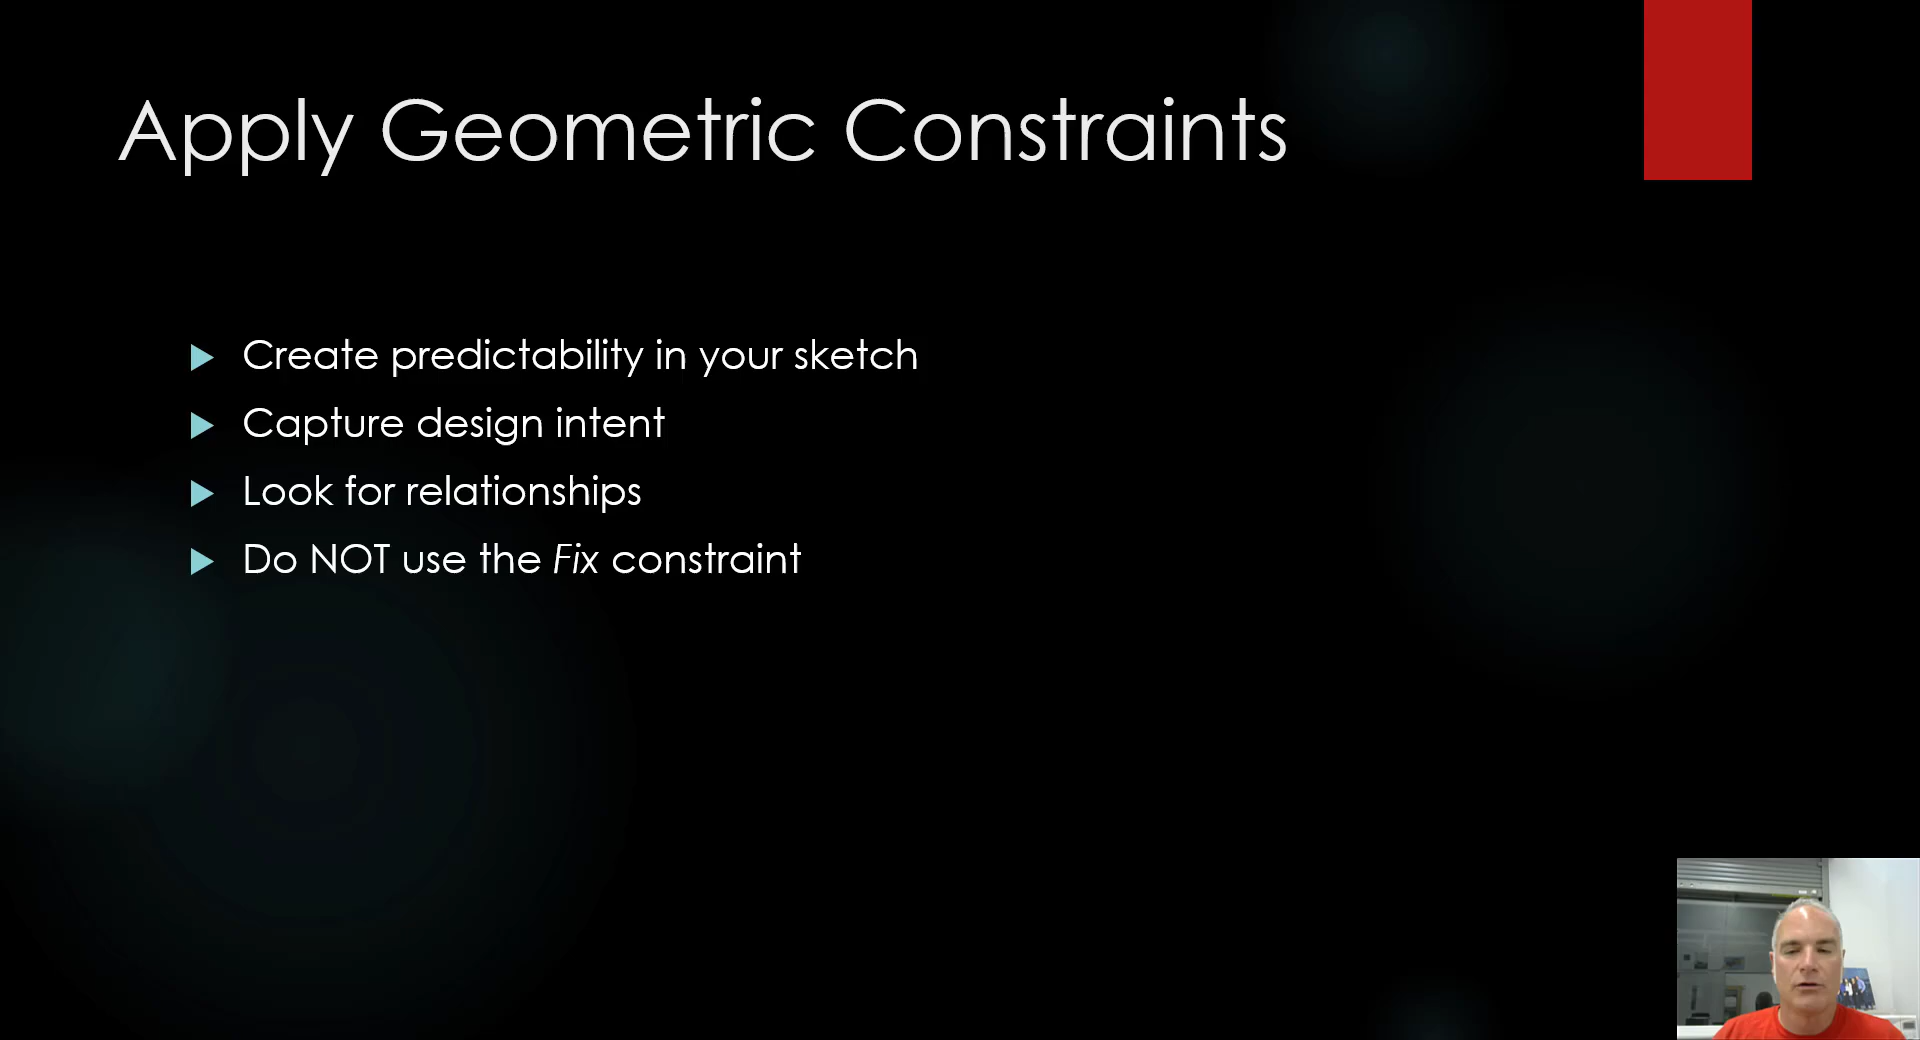 Apply Geometric Constraints
Create predictability in your sketch
Capture design intent
Look for relationships
Do NOT use the Fix constraint